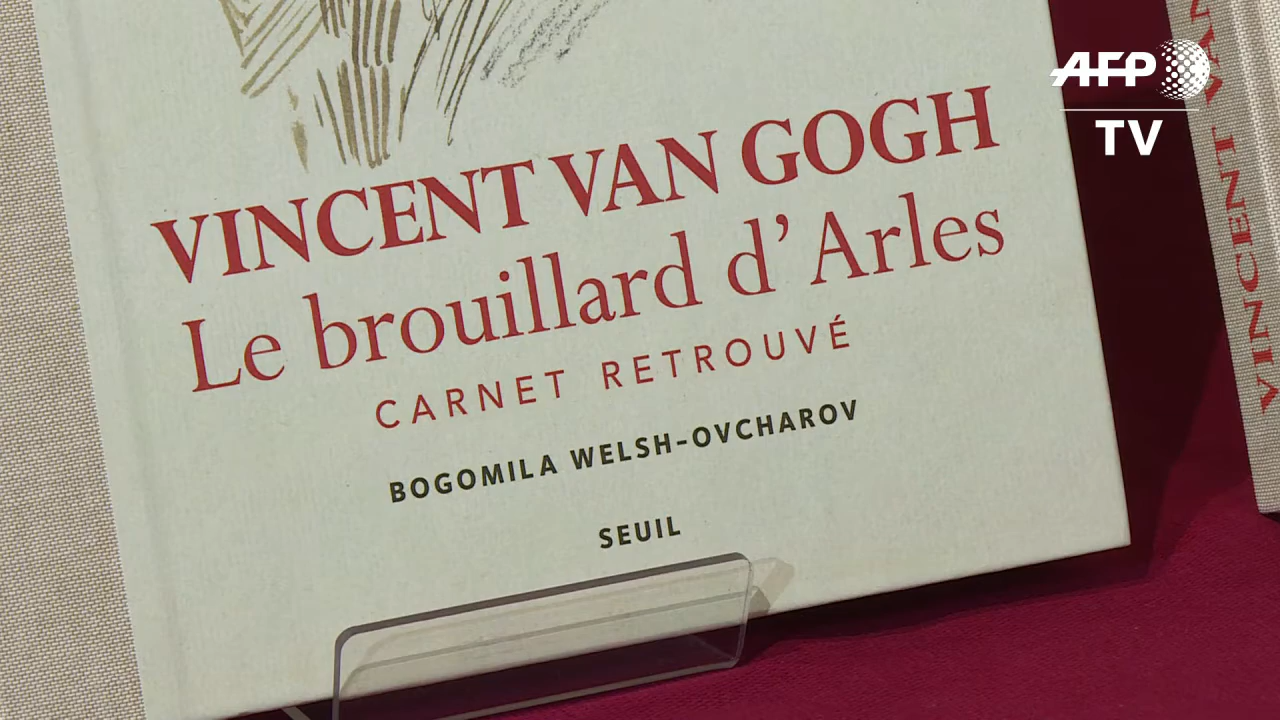 AFP
TV
VINCENT VAN GOGH
Le brouillard d'Arles
CARNET RETROUVÉ
BOGOMILA WELSH-OVCHAROV
SEUIL
VINCENT VAN